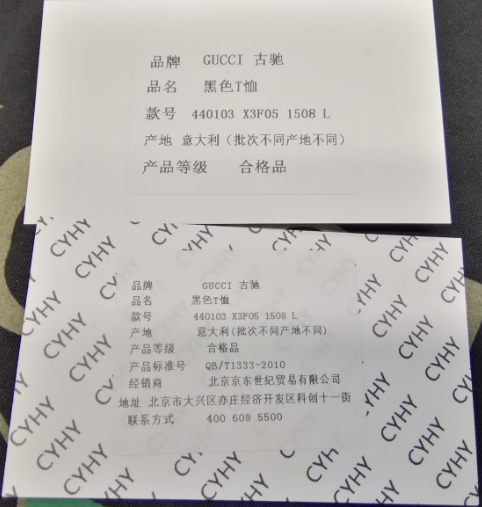 品牌 GUCCI 古驰
品名 黑色T恤
款号 440103 X3F05 1508 L
产地 意大利（批次不同产地不同）
产品等级 合格品
CYHY
品牌 GUCCI 古驰
品名 黑色T恤
款号 440103 X3F05 1508 L
产地 意大利(批次不同产地不同)
产品等级 合格品
产品标准号 QB/T1333-2010
经销商 北京京东世纪贸易有限公司
地址 北京市大兴区亦庄经济开发区科创十一街
联系方式 400 608 5500